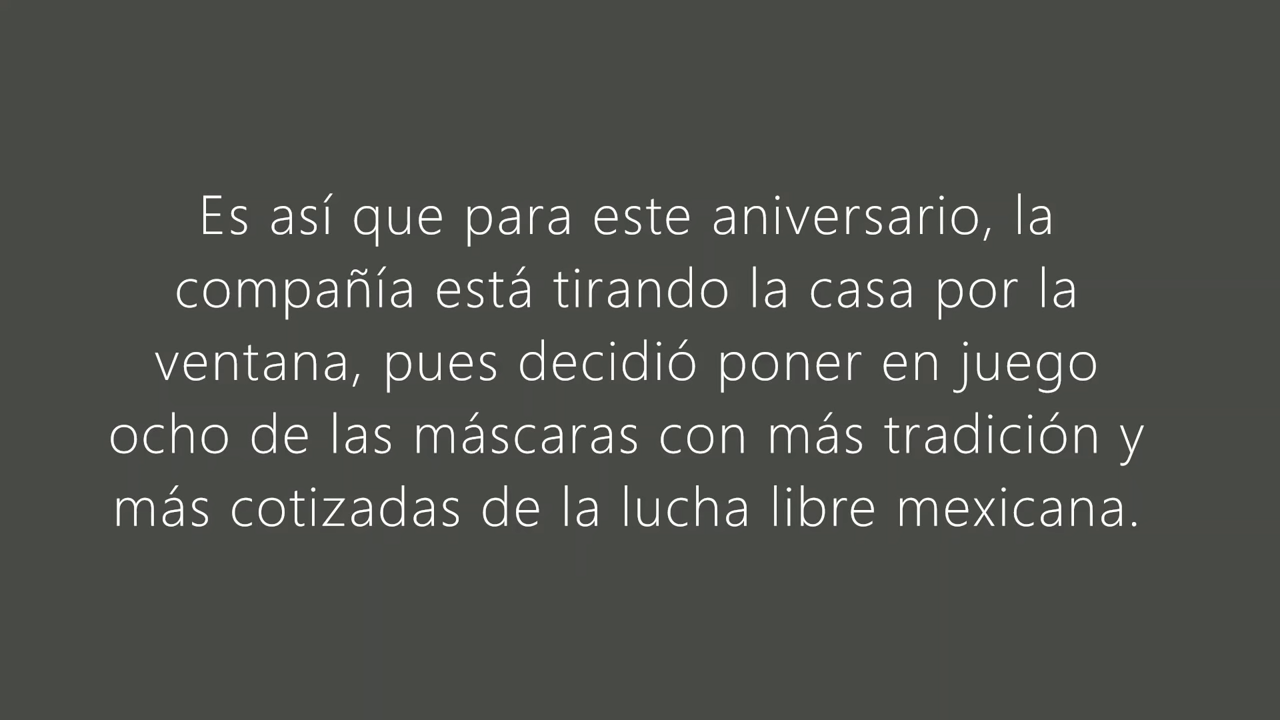 Es así que para este aniversario, la
compañía está tirando la casa por la
ventana, pues decidió poner en juego
ocho de las máscaras con más tradición y
más cotizadas de la lucha libre mexicana.